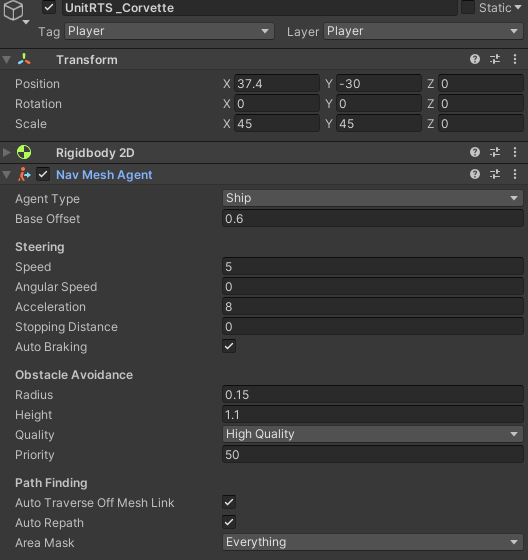 UnitRTS _Corvette Static
Tag Player Layer Player
Transform
Position X 37.4 Y -30 Z 0
Rotation X 0 Y 0 Z 0
Scale X 45 Y 45 Z 0
Rigidbody 2D
Nav Mesh Agent
Agent Type Ship
Base Offset 0.6
Steering
Speed 5
Angular Speed 0
Acceleration 8
Stopping Distance 0
Auto Braking
Obstacle Avoidance
Radius 0.15
Height 1.1
Quality High Quality
Priority 50
Path Finding
Auto Traverse Off Mesh Link
Auto Repath
Area Mask Everything